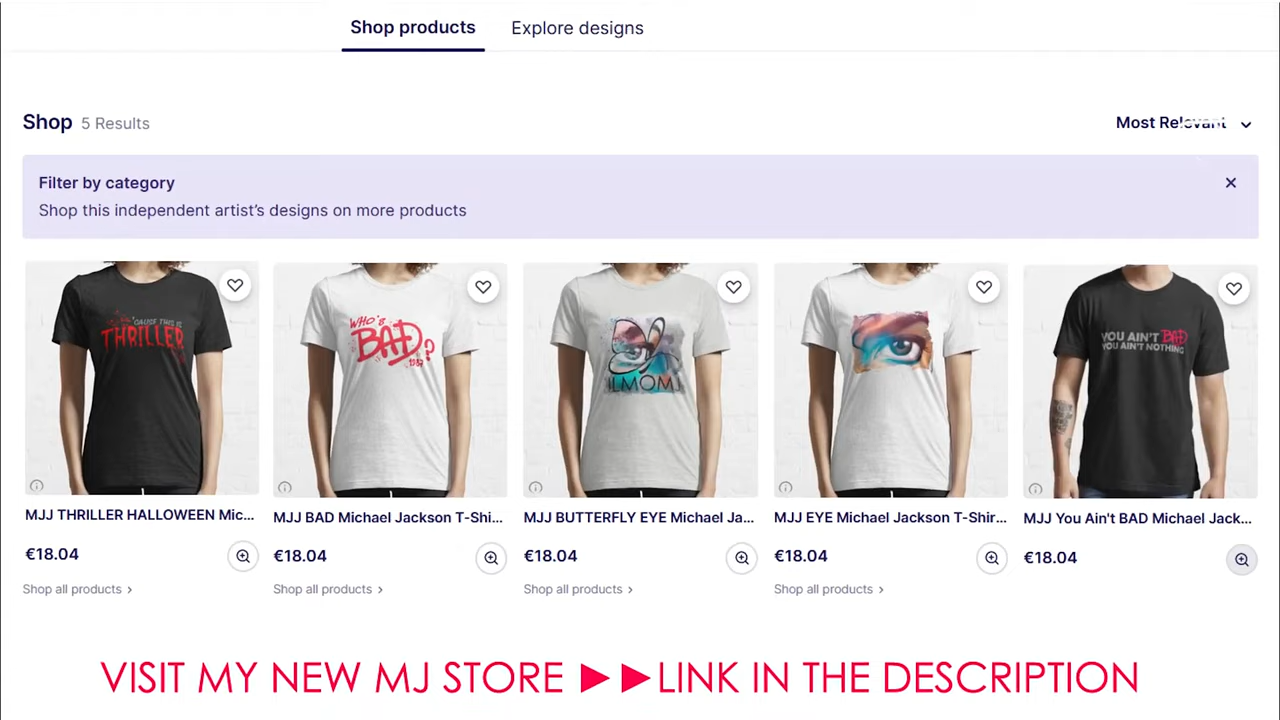 Shop products
Explore designs
Shop 5 Results
Most Relevant
Filter by category
Shop this independent artist's designs on more products
'CAUSE THIS IS
THRILLER
WHO'S
BAD?
1987
YOU AIN'T BAD
YOU AIN'T NOTHING
MJJ THRILLER HALLOWEEN Mic...
MJJ BAD Michael Jackson T-Shi...
MJJ BUTTERFLY EYE Michael Ja...
MJJ EYE Michael Jackson T-Shir...
MJJ You Ain't BAD Michael Jack...
€18.04
€18.04
€18.04
€18.04
€18.04
Shop all products >
Shop all products >
Shop all products >
Shop all products >
VISIT MY NEW MJ STORE ►►LINK IN THE DESCRIPTION